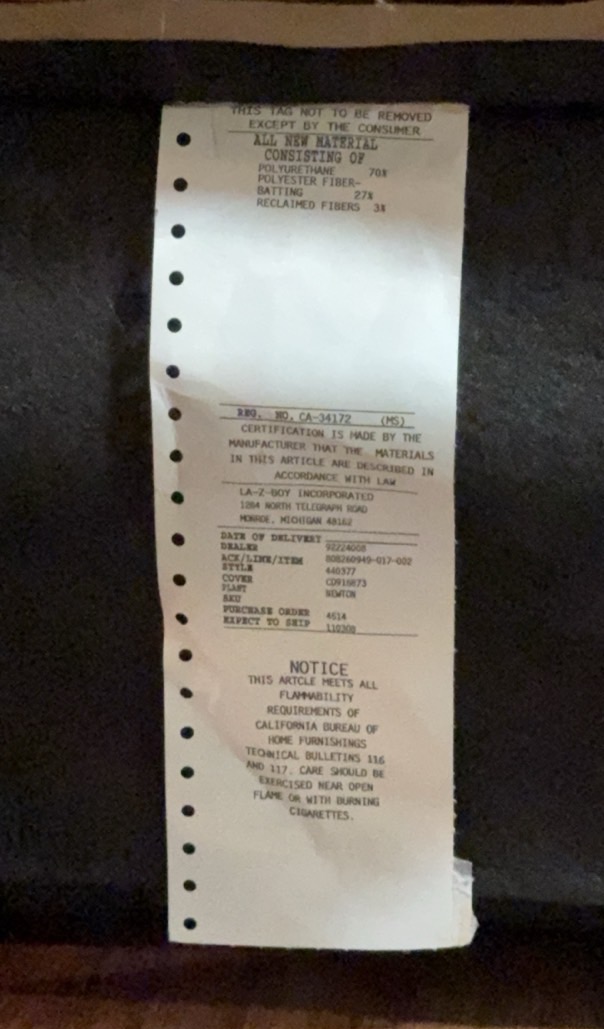 THIS TAG NOT TO BE REMOVED
EXCEPT BY THE CONSUMER
ALL NEW MATERIAL
CONSISTING OF
POLYURETHANE 70%
POLYESTER FIBER-
BATTING 27%
RECLAIMED FIBERS 3%
REG. NO. CA-34172 (MS)
CERTIFICATION IS MADE BY THE
MANUFACTURER THAT THE MATERIALS
IN THIS ARTICLE ARE DESCRIBED IN
ACCORDANCE WITH LAW
LA-Z-BOY INCORPORATED
1284 NORTH TELEGRAPH ROAD
MONROE, MICHIGAN 48162
DATE OF DELIVERY
DEALER 92224008
ACK/LINE/ITEM 808260949-017-002
STYLE 440377
COVER C0918873
PLANT NEWTON
SKU
PURCHASE ORDER 4614
EXPECT TO SHIP 110308
NOTICE
THIS ARTCLE MEETS ALL
FLAMMABILITY
REQUIREMENTS OF
CALIFORNIA BUREAU OF
HOME FURNISHINGS
TECHNICAL BULLETINS 116
AND 117. CARE SHOULD BE
EXERCISED NEAR OPEN
FLAME OR WITH BURNING
CIGARETTES.